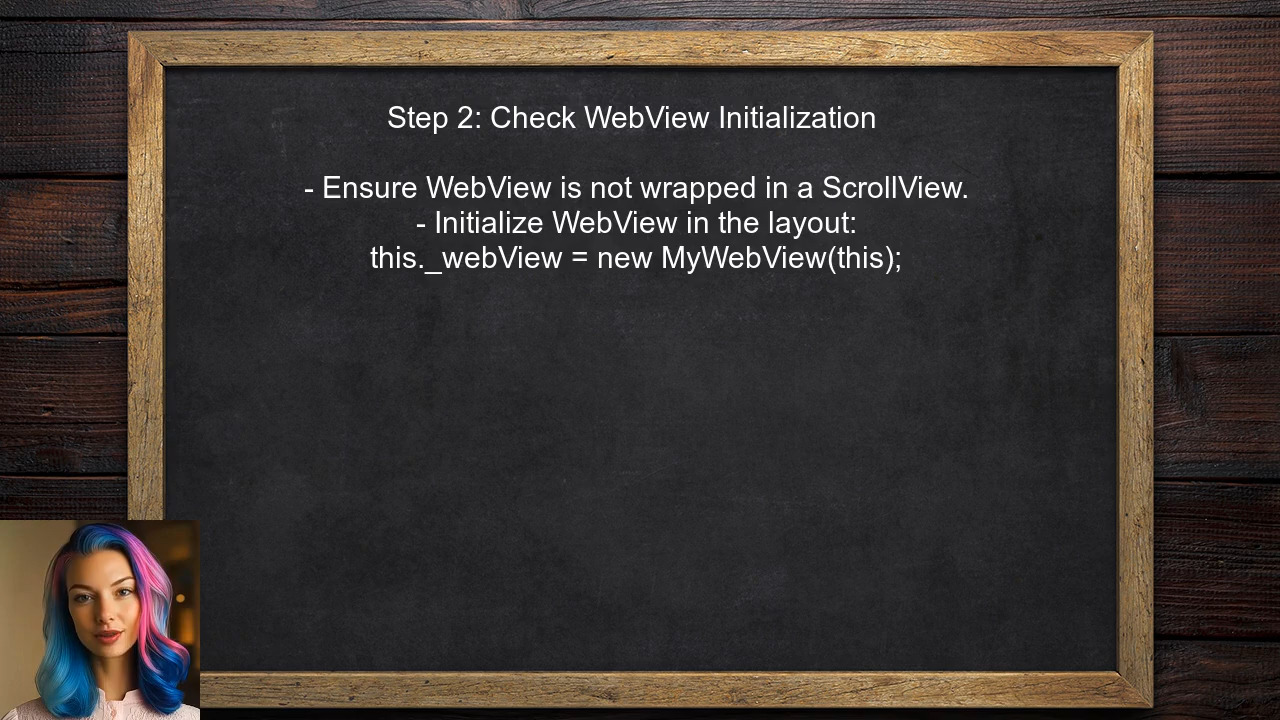 Step 2: Check WebView Initialization
- Ensure WebView is not wrapped in a ScrollView.
- Initialize WebView in the layout:
this._webView = new MyWebView(this);